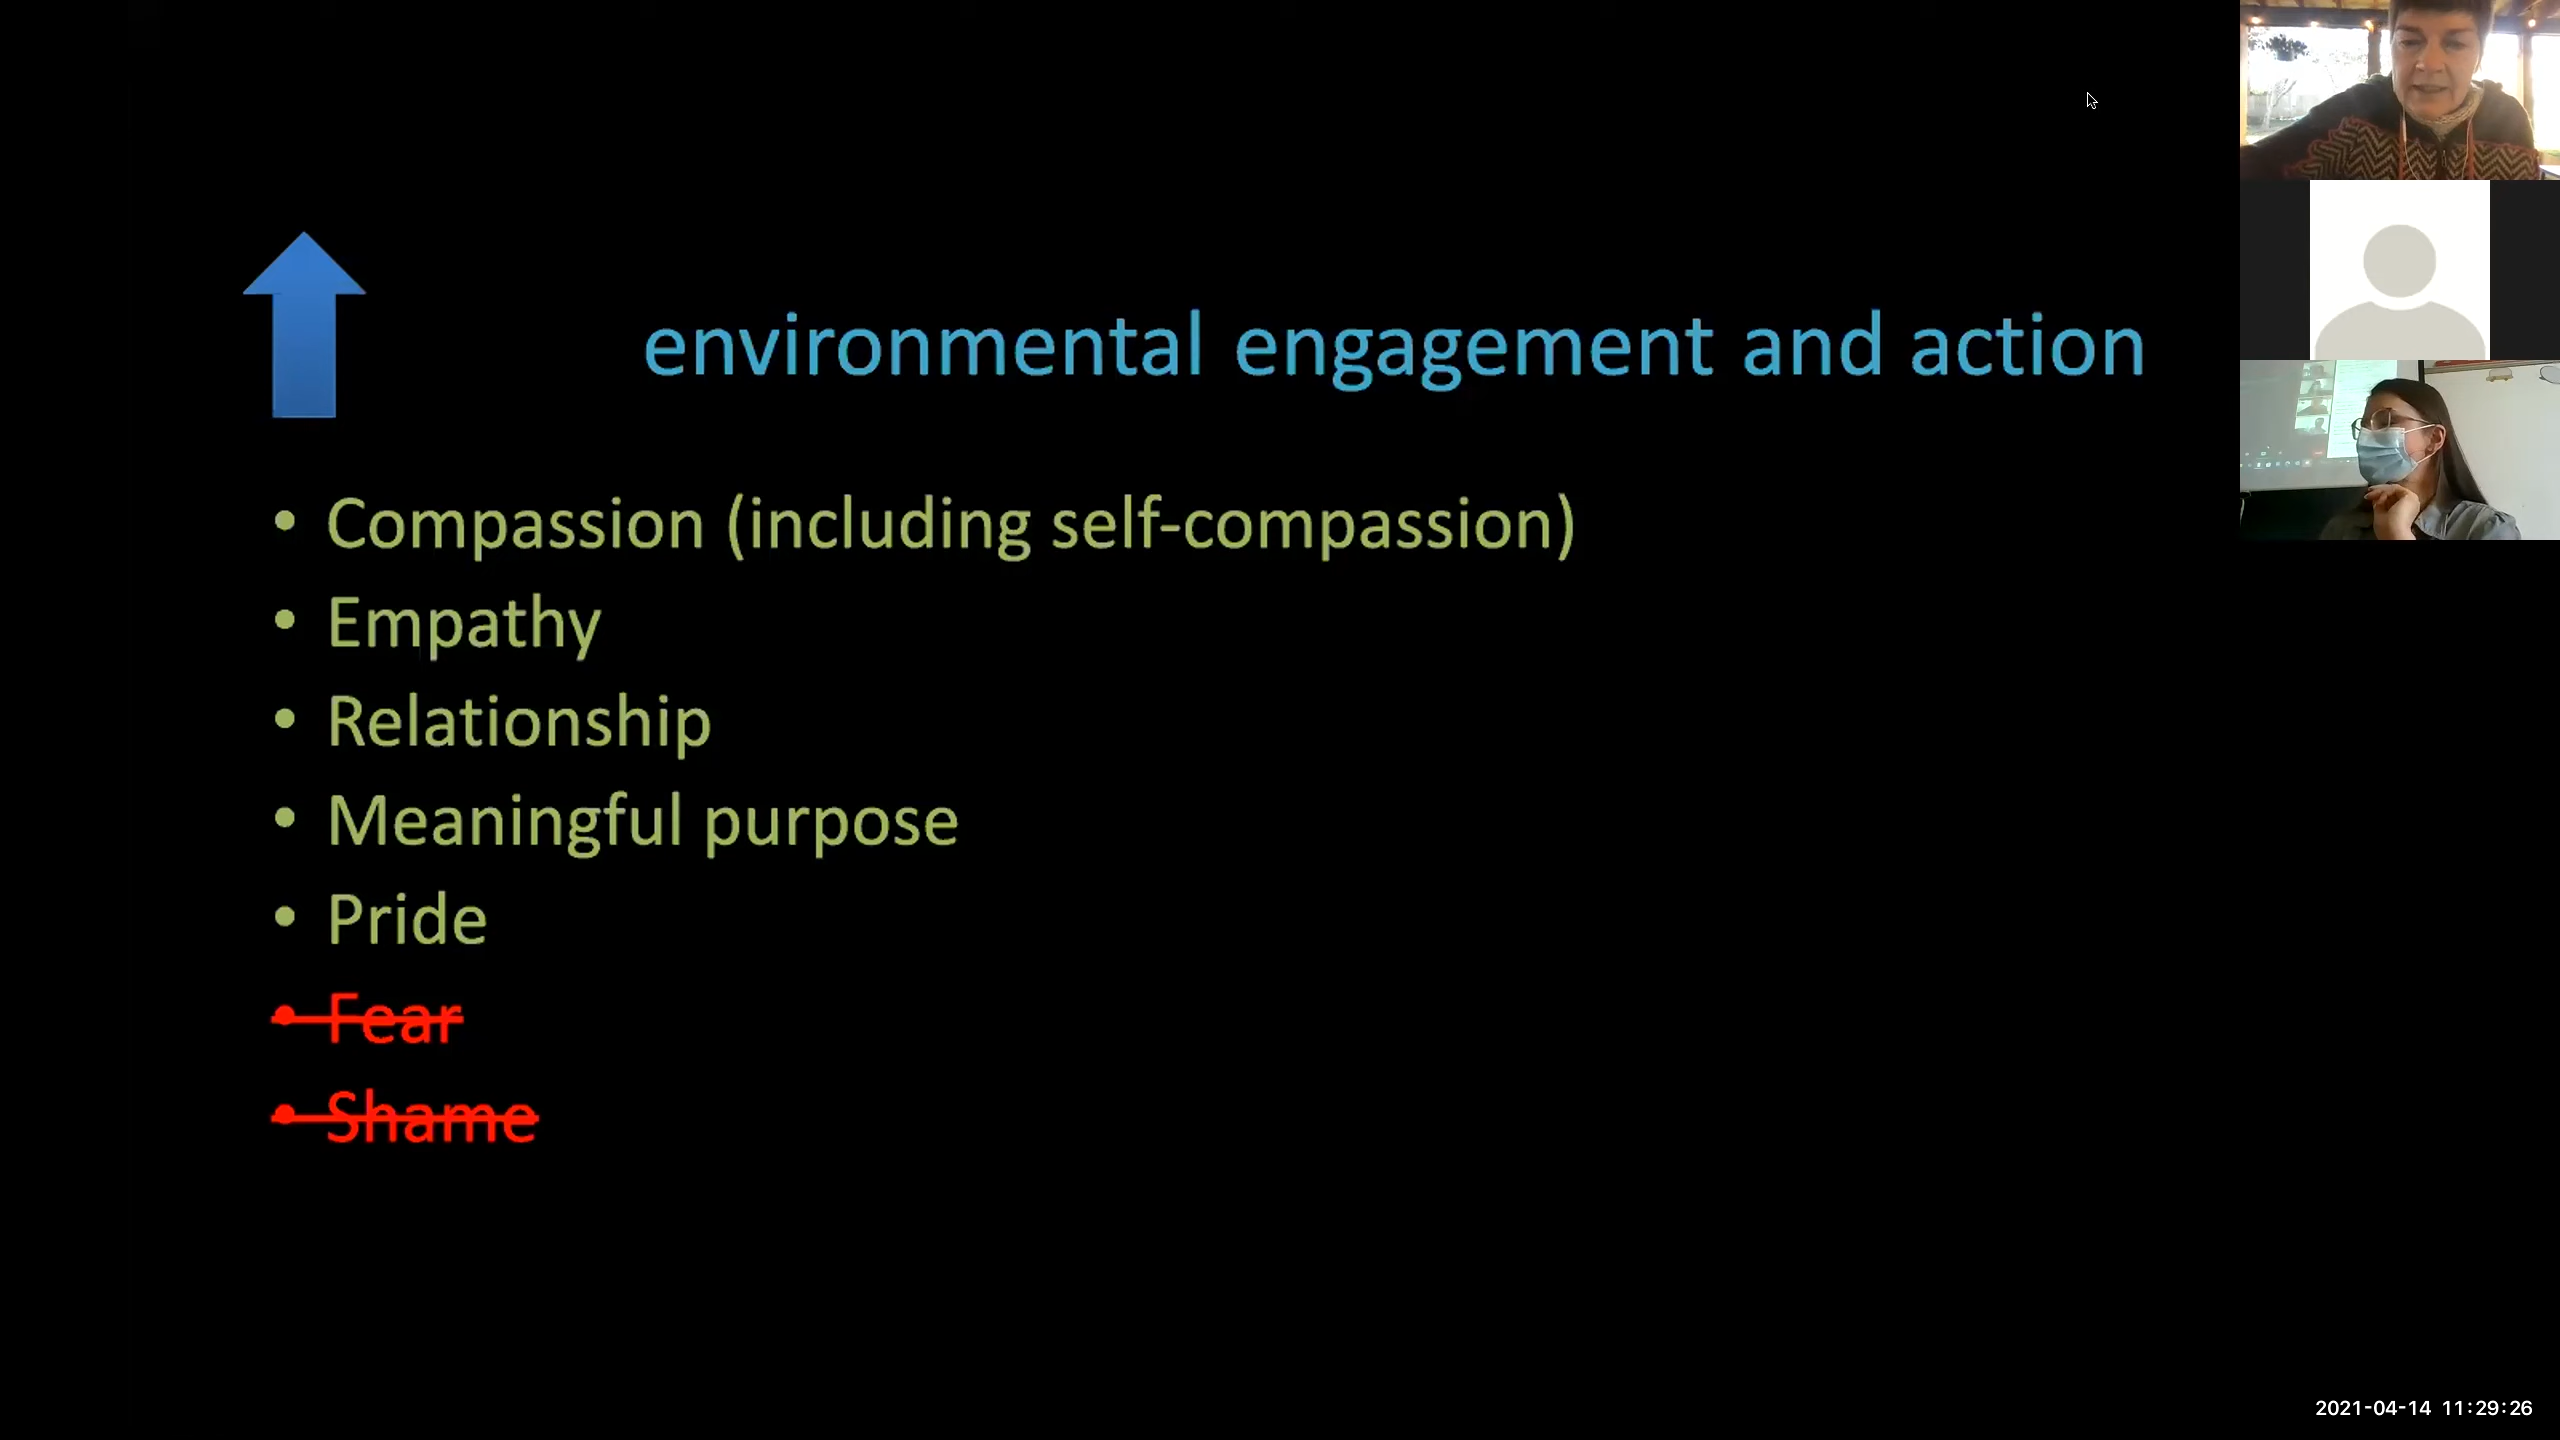 environmental engagement and action
• Compassion (including self-compassion)
• Empathy
• Relationship
• Meaningful purpose
• Pride
• Fear
• Shame
2021-04-14 11:29:26